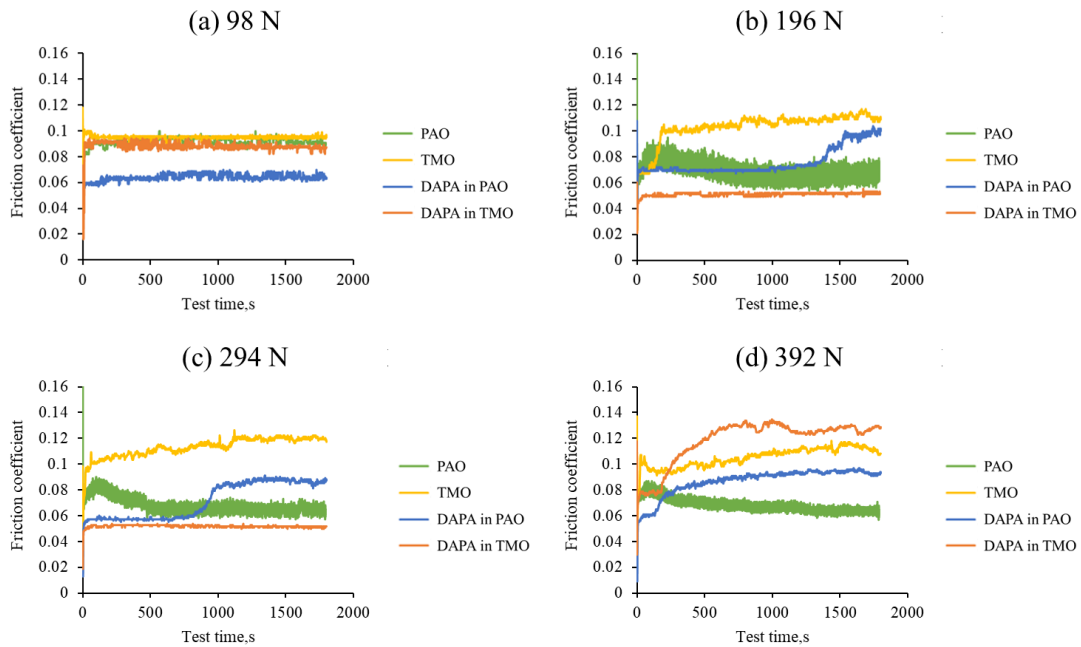 (a) 98 N
Friction coefficient
0.16
0.14
0.12
0.1
0.08
0.06
0.04
0.02
0
0 500 1000 1500 2000
Test time,s
PAO
TMO
DAPA in PAO
DAPA in TMO
(b) 196 N
Friction coefficient
0.16
0.14
0.12
0.1
0.08
0.06
0.04
0.02
0
0 500 1000 1500 2000
Test time,s
PAO
TMO
DAPA in PAO
DAPA in TMO
(c) 294 N
Friction coefficient
0.16
0.14
0.12
0.1
0.08
0.06
0.04
0.02
0
0 500 1000 1500 2000
Test time,s
PAO
TMO
DAPA in PAO
DAPA in TMO
(d) 392 N
Friction coefficient
0.16
0.14
0.12
0.1
0.08
0.06
0.04
0.02
0
0 500 1000 1500 2000
Test time,s
PAO
TMO
DAPA in PAO
DAPA in TMO